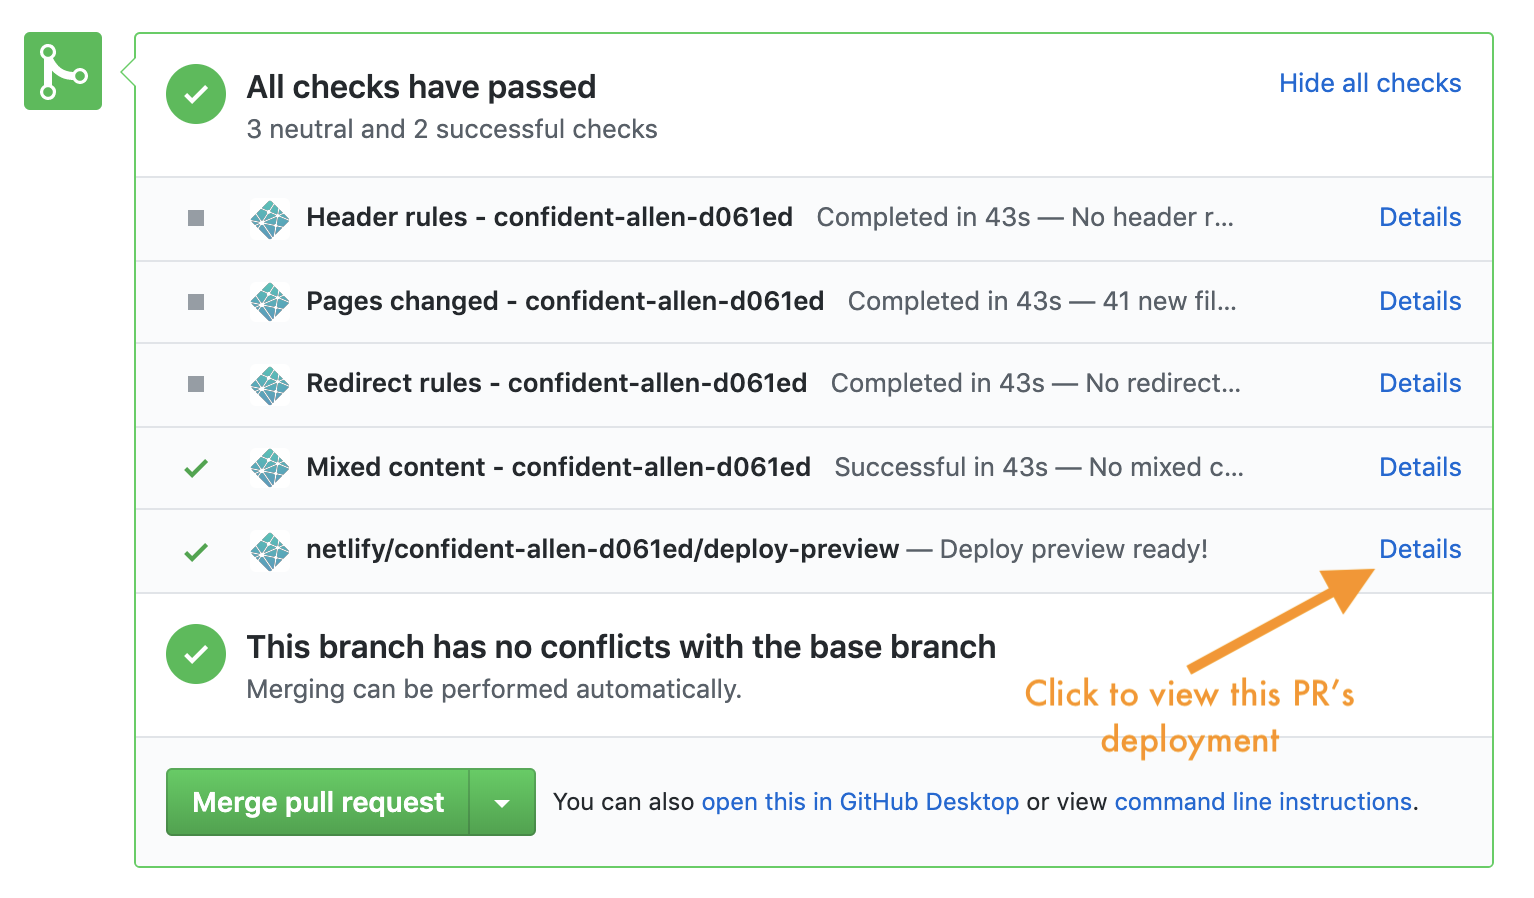 All checks have passed
Hide all checks
3 neutral and 2 successful checks
Header rules - confident-allen-d061ed Completed in 43s — No header r... Details
Pages changed - confident-allen-d061ed Completed in 43s — 41 new fil... Details
Redirect rules - confident-allen-d061ed Completed in 43s — No redirect... Details
Mixed content - confident-allen-d061ed Successful in 43s — No mixed c... Details
netlify/confident-allen-d061ed/deploy-preview — Deploy preview ready! Details
This branch has no conflicts with the base branch
Merging can be performed automatically.
Click to view this PR's
deployment
Merge pull request You can also open this in GitHub Desktop or view command line instructions.